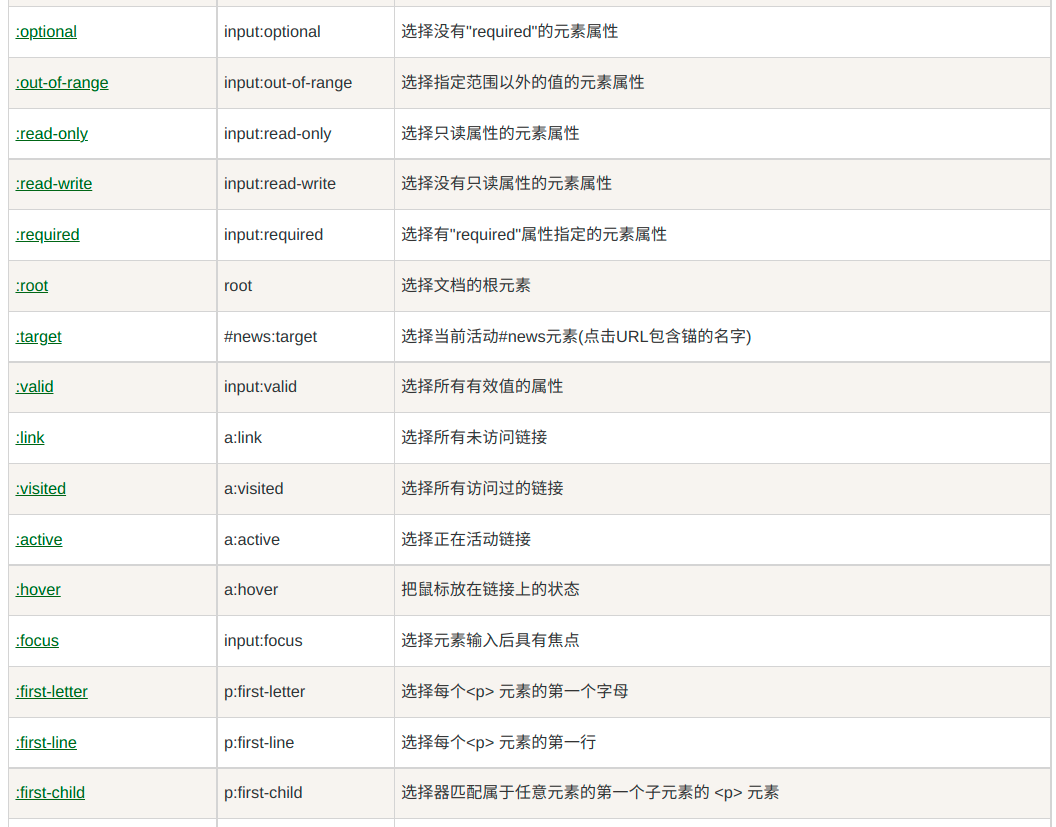 :optional input:optional 选择没有"required"的元素属性
:out-of-range input:out-of-range 选择指定范围以外的值的元素属性
:read-only input:read-only 选择只读属性的元素属性
:read-write input:read-write 选择没有只读属性的元素属性
:required input:required 选择有"required"属性指定的元素属性
:root root 选择文档的根元素
:target #news:target 选择当前活动#news元素(点击URL包含锚的名字)
:valid input:valid 选择所有有效值的属性
:link a:link 选择所有未访问链接
:visited a:visited 选择所有访问过的链接
:active a:active 选择正在活动链接
:hover a:hover 把鼠标放在链接上的状态
:focus input:focus 选择元素输入后具有焦点
:first-letter p:first-letter 选择每个<p> 元素的第一个字母
:first-line p:first-line 选择每个<p> 元素的第一行
:first-child p:first-child 选择器匹配属于任意元素的第一个子元素的 <p> 元素